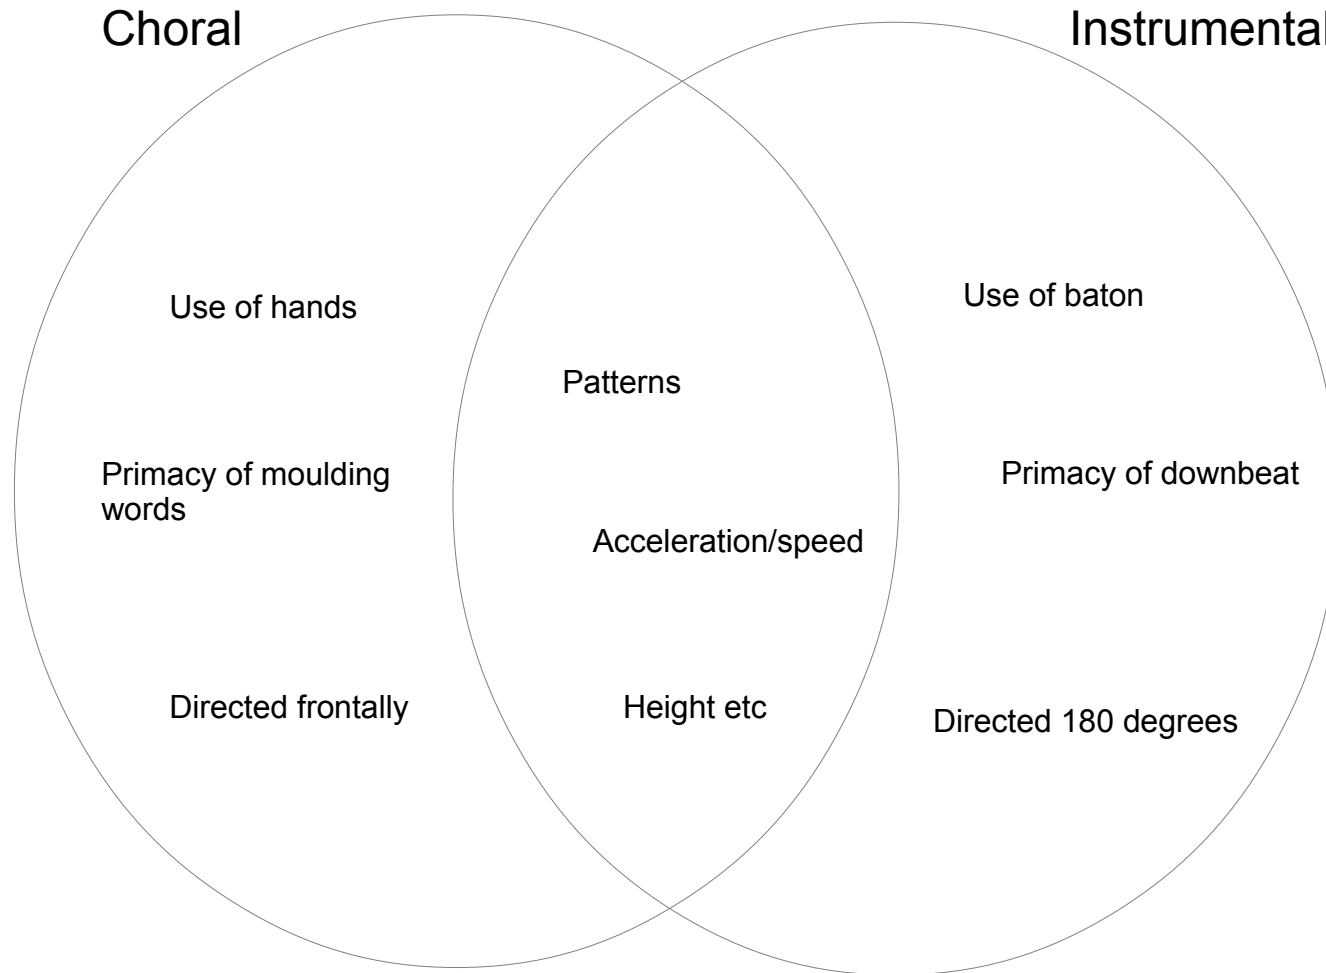 Choral
Instrumental
Use of hands
Use of baton
Patterns
Primacy of moulding
words
Primacy of downbeat
Acceleration/speed
Directed frontally
Height etc
Directed 180 degrees